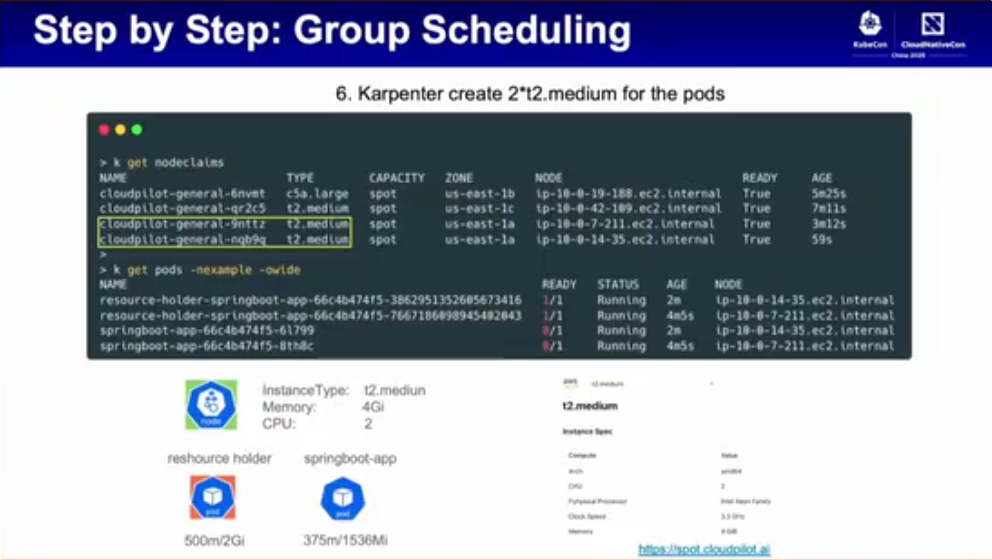 Step by Step: Group Scheduling
KubeCon CloudNativeCon
China 2025
6. Karpenter create 2*t2.medium for the pods
> k get nodeclaims
NAME TYPE CAPACITY ZONE NODE READY AGE
cloudpilot-general-6nvmt c5a.large spot us-east-1b ip-10-0-19-188.ec2.internal True 5m25s
cloudpilot-general-qr2c5 t2.medium spot us-east-1c ip-10-0-42-109.ec2.internal True 7m11s
cloudpilot-general-9nttz t2.medium spot us-east-1a ip-10-0-7-211.ec2.internal True 3m12s
cloudpilot-general-nqb9q t2.medium spot us-east-1a ip-10-0-14-35.ec2.internal True 59s
>
> k get pods -nexample -owide
NAME READY STATUS AGE NODE
resource-holder-springboot-app-66c4b474f5-3862951352605673416 1/1 Running 2m ip-10-0-14-35.ec2.internal
resource-holder-springboot-app-66c4b474f5-7667186098945402043 1/1 Running 4m5s ip-10-0-7-211.ec2.internal
springboot-app-66c4b474f5-6l799 0/1 Running 2m ip-10-0-14-35.ec2.internal
springboot-app-66c4b474f5-8th8c 0/1 Running 4m5s ip-10-0-7-211.ec2.internal
node
InstanceType: t2.mediun
Memory: 4Gi
CPU: 2
reshource holder springboot-app
pod pod
500m/2Gi 375m/1536Mi
aws t2.medium
t2.medium
Instance Spec
Compute Value
Arch amd64
CPU 2
Pyhysical Processor Intel Xeon Family
Clock Speed 3.3 GHz
Memory 4 GiB
https://spot.cloudpilot.ai